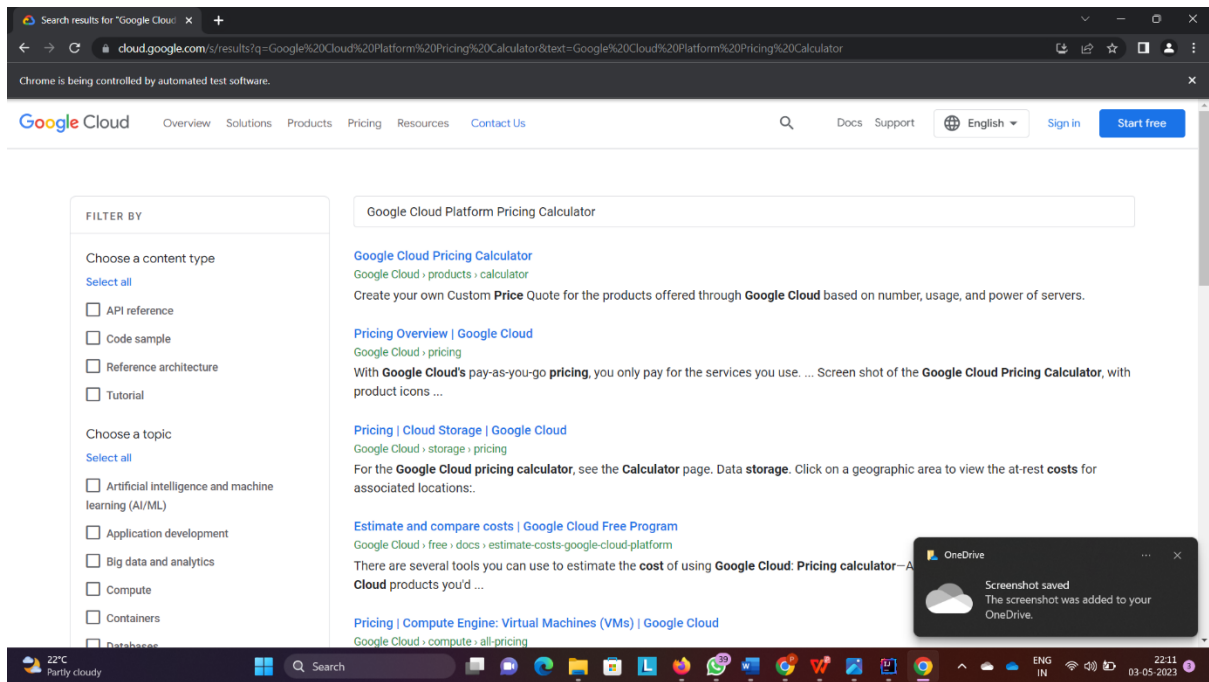 Search results for "Google Cloud
cloud.google.com/s/results?q=Google%20Cloud%20Platform%20Pricing%20Calculator&text=Google%20Cloud%20Platform%20Pricing%20Calculator
Chrome is being controlled by automated test software.
Google Cloud Overview Solutions Products Pricing Resources Contact Us Docs Support English Sign in Start free
FILTER BY
Choose a content type
Select all
API reference
Code sample
Reference architecture
Tutorial
Choose a topic
Select all
Artificial intelligence and machine
learning (AI/ML)
Application development
Big data and analytics
Compute
Containers
Databases
Google Cloud Platform Pricing Calculator
Google Cloud Pricing Calculator
Google Cloud › products › calculator
Create your own Custom Price Quote for the products offered through Google Cloud based on number, usage, and power of servers.
Pricing Overview | Google Cloud
Google Cloud › pricing
With Google Cloud's pay-as-you-go pricing, you only pay for the services you use. ... Screen shot of the Google Cloud Pricing Calculator, with
product icons ...
Pricing | Cloud Storage | Google Cloud
Google Cloud › storage › pricing
For the Google Cloud pricing calculator, see the Calculator page. Data storage. Click on a geographic area to view the at-rest costs for
associated locations:.
Estimate and compare costs | Google Cloud Free Program
Google Cloud › free › docs › estimate-costs-google-cloud-platform
There are several tools you can use to estimate the cost of using Google Cloud: Pricing calculator—A
Cloud products you'd ...
Pricing | Compute Engine: Virtual Machines (VMs) | Google Cloud
Google Cloud › compute › all-pricing
OneDrive
Screenshot saved
The screenshot was added to your
OneDrive.
22°C
Partly cloudy
Search
39
ENG
IN
22:11
03-05-2023
3